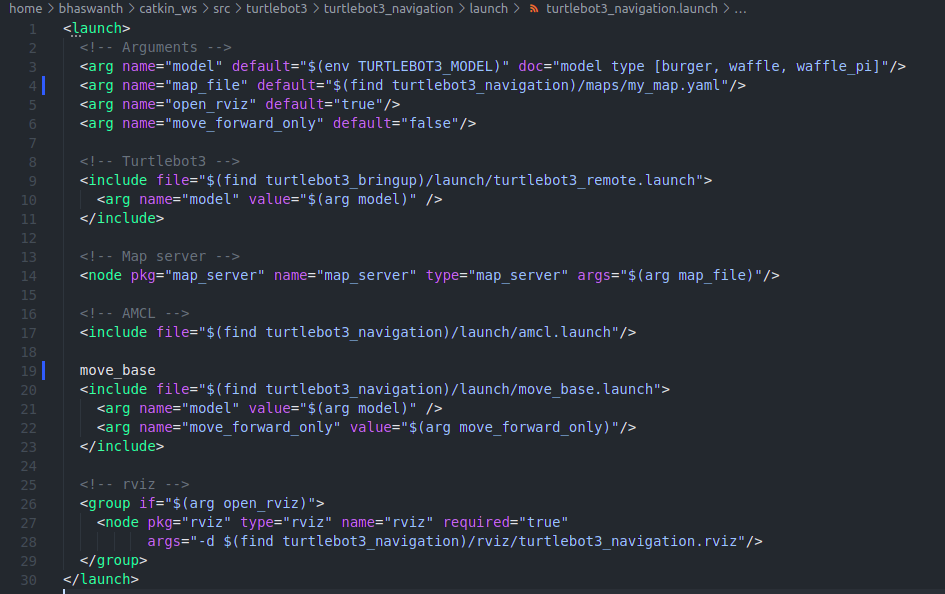 home > bhaswanth > catkin_ws > src > turtlebot3 > turtlebot3_navigation > launch > turtlebot3_navigation.launch > ...
1 <launch>
2 <!-- Arguments -->
3 <arg name="model" default="$(env TURTLEBOT3_MODEL)" doc="model type [burger, waffle, waffle_pi]"/>
4 <arg name="map_file" default="$(find turtlebot3_navigation)/maps/my_map.yaml"/>
5 <arg name="open_rviz" default="true"/>
6 <arg name="move_forward_only" default="false"/>
7
8 <!-- Turtlebot3 -->
9 <include file="$(find turtlebot3_bringup)/launch/turtlebot3_remote.launch">
10 <arg name="model" value="$(arg model)" />
11 </include>
12
13 <!-- Map server -->
14 <node pkg="map_server" name="map_server" type="map_server" args="$(arg map_file)"/>
15
16 <!-- AMCL -->
17 <include file="$(find turtlebot3_navigation)/launch/amcl.launch"/>
18
19 move_base
20 <include file="$(find turtlebot3_navigation)/launch/move_base.launch">
21 <arg name="model" value="$(arg model)" />
22 <arg name="move_forward_only" value="$(arg move_forward_only)"/>
23 </include>
24
25 <!-- rviz -->
26 <group if="$(arg open_rviz)">
27 <node pkg="rviz" type="rviz" name="rviz" required="true"
28 args="-d $(find turtlebot3_navigation)/rviz/turtlebot3_navigation.rviz"/>
29 </group>
30 </launch>